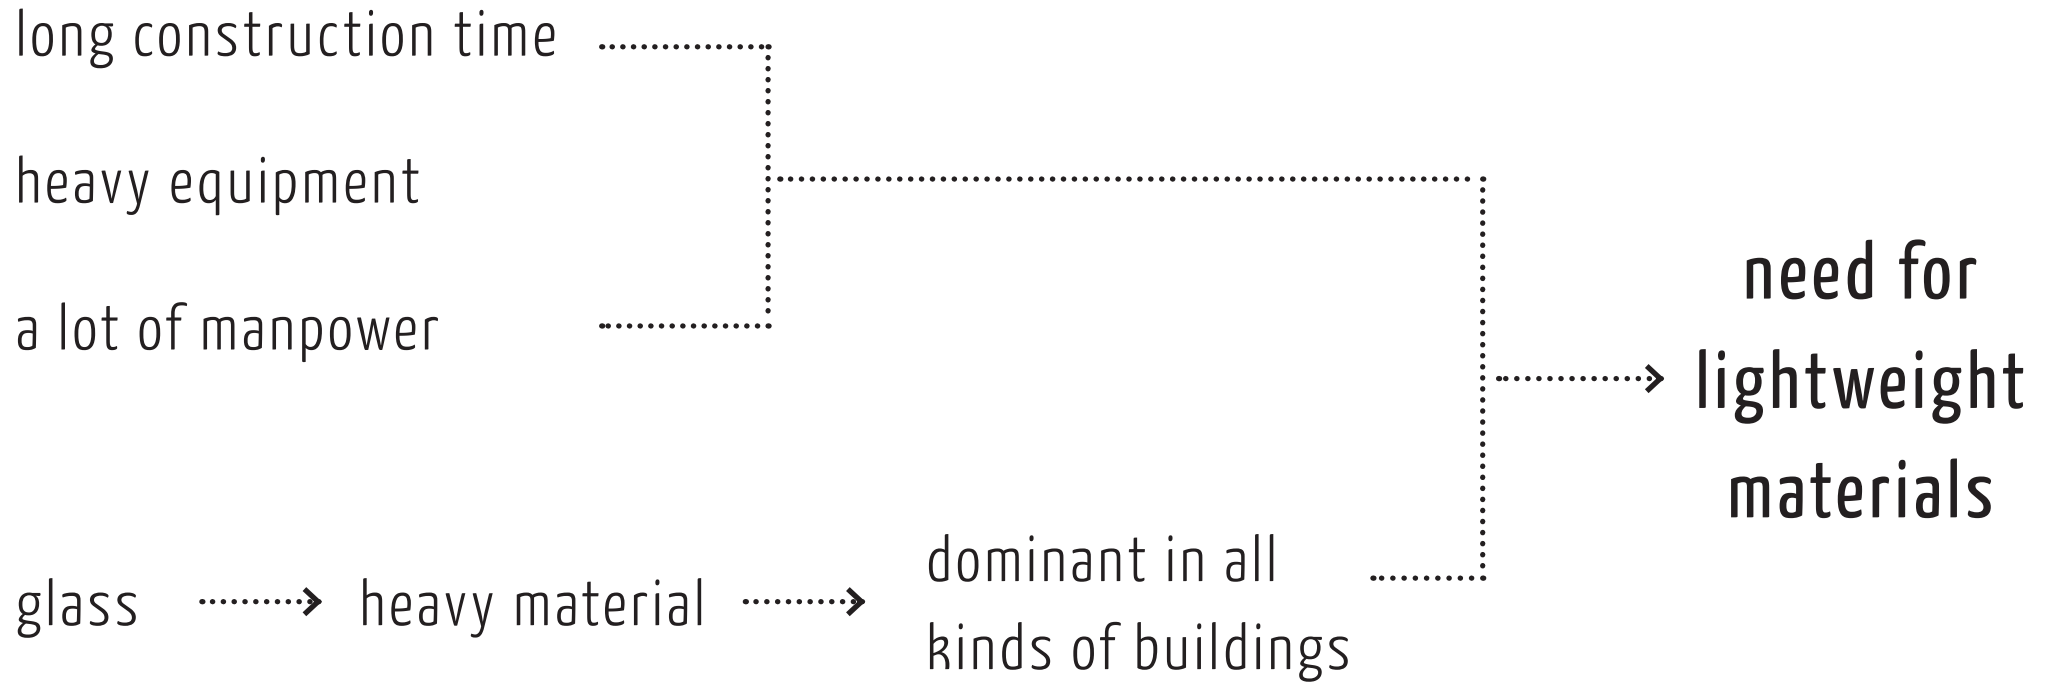 long construction time
heavy equipment
a lot of manpower
need for
lightweight
materials
glass
heavy material
dominant in all
kinds of buildings